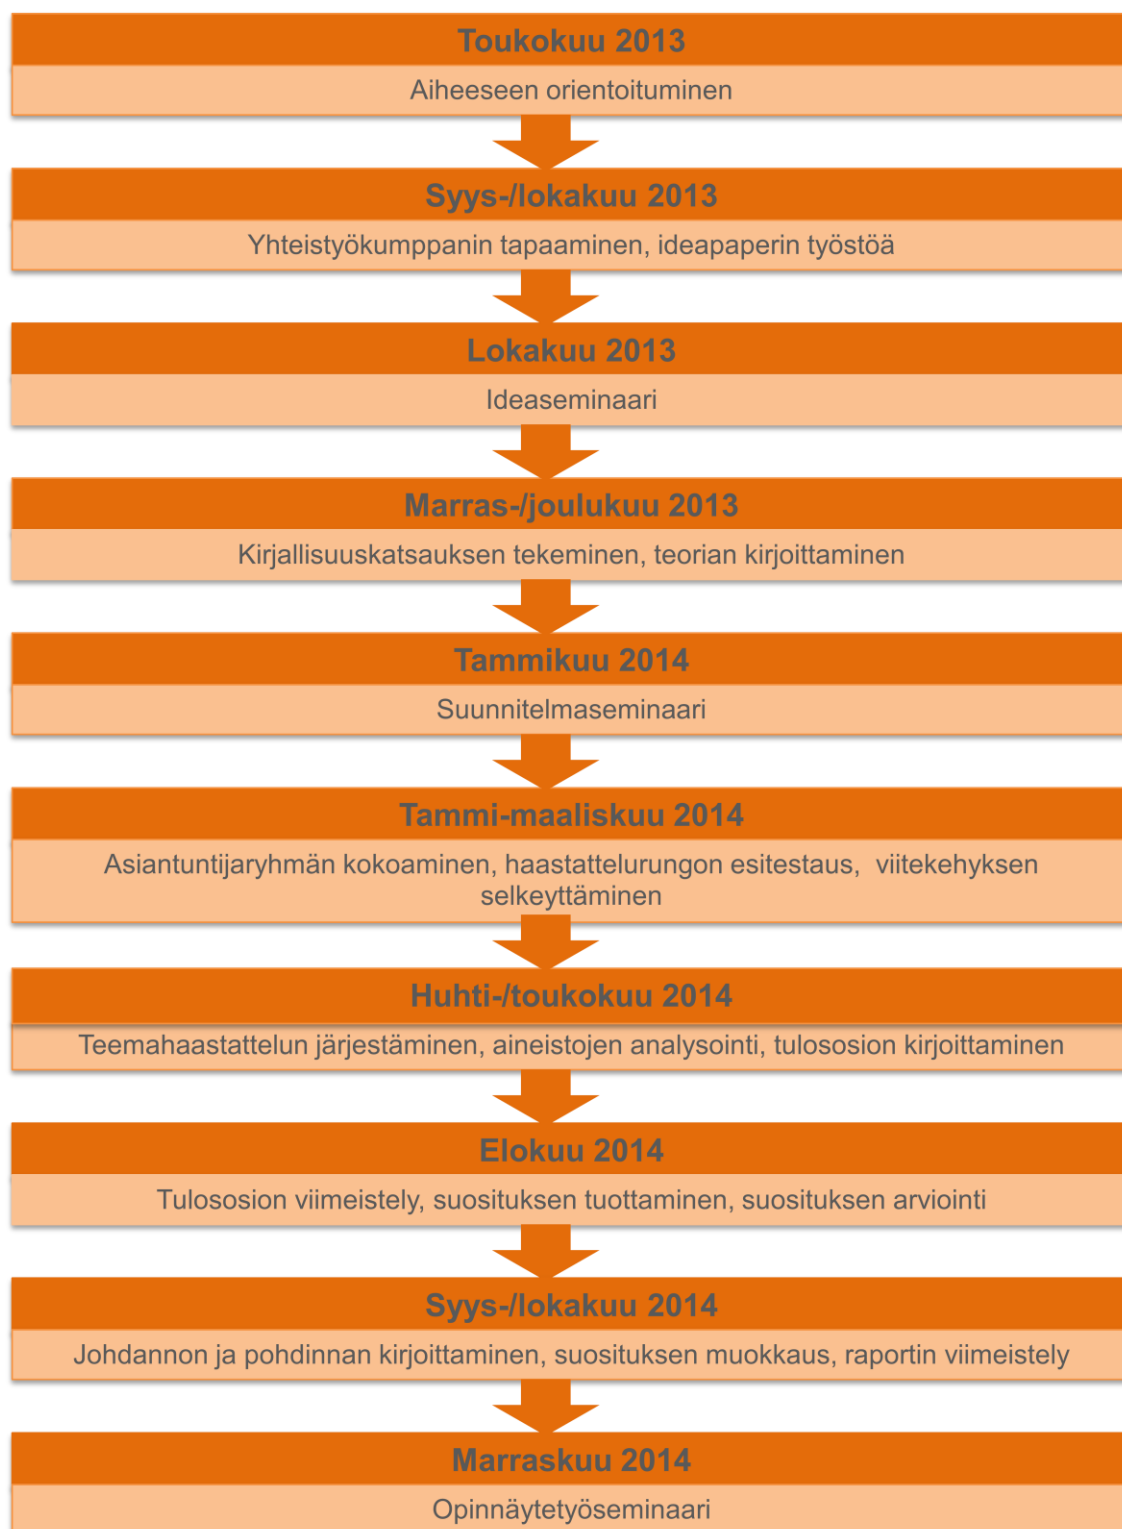 Toukokuu 2013
Aiheeseen orientoituminen
Syys-/lokakuu 2013
Yhteistyökumppanin tapaaminen, ideapaperin työstöä
Lokakuu 2013
Ideaseminaari
Marras-/joulukuu 2013
Kirjallisuuskatsauksen tekeminen, teorian kirjoittaminen
Tammikuu 2014
Suunnitelmaseminaari
Tammi-maaliskuu 2014
Asiantuntijaryhmän kokoaminen, haastattelurungon esitestaus, viitekehyksen
selkeyttäminen
Huhti-/toukokuu 2014
Teemahaastattelun järjestäminen, aineistojen analysointi, tulososion kirjoittaminen
Elokuu 2014
Tulososion viimeistely, suosituksen tuottaminen, suosituksen arviointi
Syys-/lokakuu 2014
Johdannon ja pohdinnan kirjoittaminen, suosituksen muokkaus, raportin viimeistely
Marraskuu 2014
Opinnäytetyöseminaari